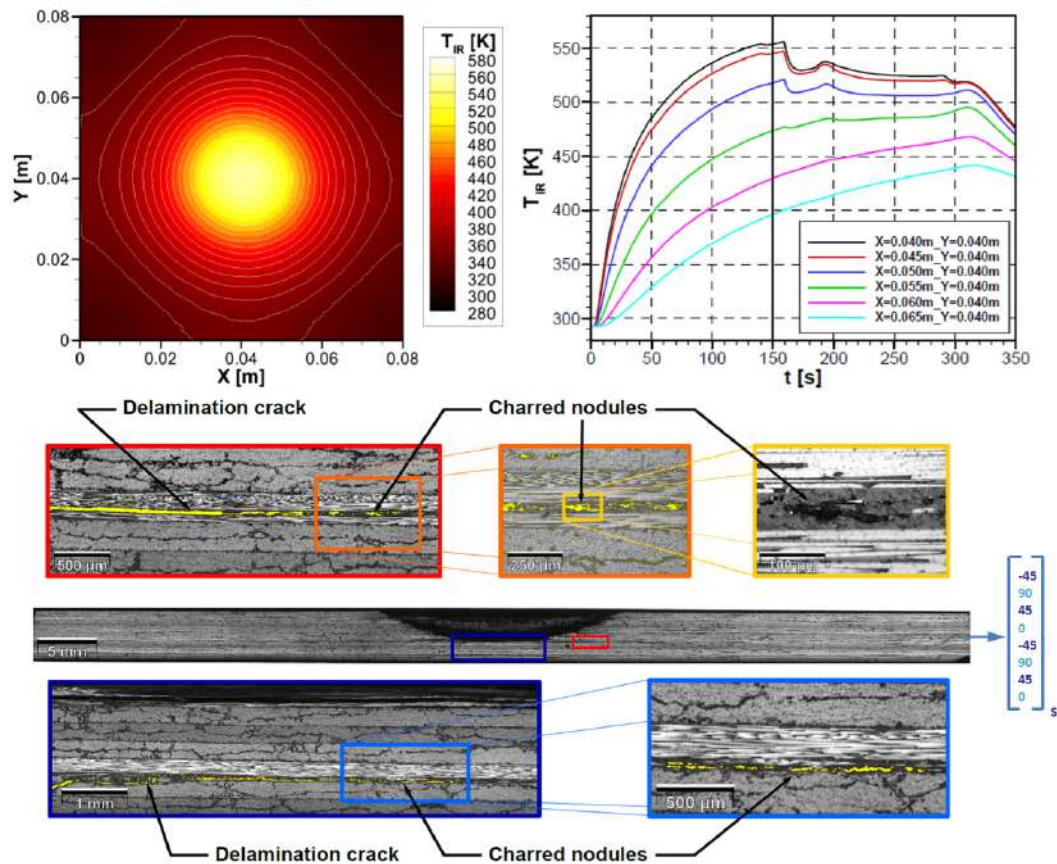 0.08
0.06
0.04
0.02
0
Y [m]
0
0.02
0.04
0.06
0.08
X [m]
T_IR [K]
580
560
540
520
500
480
460
440
420
400
380
360
340
320
300
280
550
500
450
400
350
300
T_IR [K]
0
50
100
150
200
250
300
350
t [s]
X=0.040m_Y=0.040m
X=0.045m_Y=0.040m
X=0.050m_Y=0.040m
X=0.055m_Y=0.040m
X=0.060m_Y=0.040m
X=0.065m_Y=0.040m
Delamination crack
Charred nodules
500 µm
250 µm
100 µm
5 mm
-45
90
45
0
-45
90
45
0
s
1 mm
500 µm
Delamination crack
Charred nodules